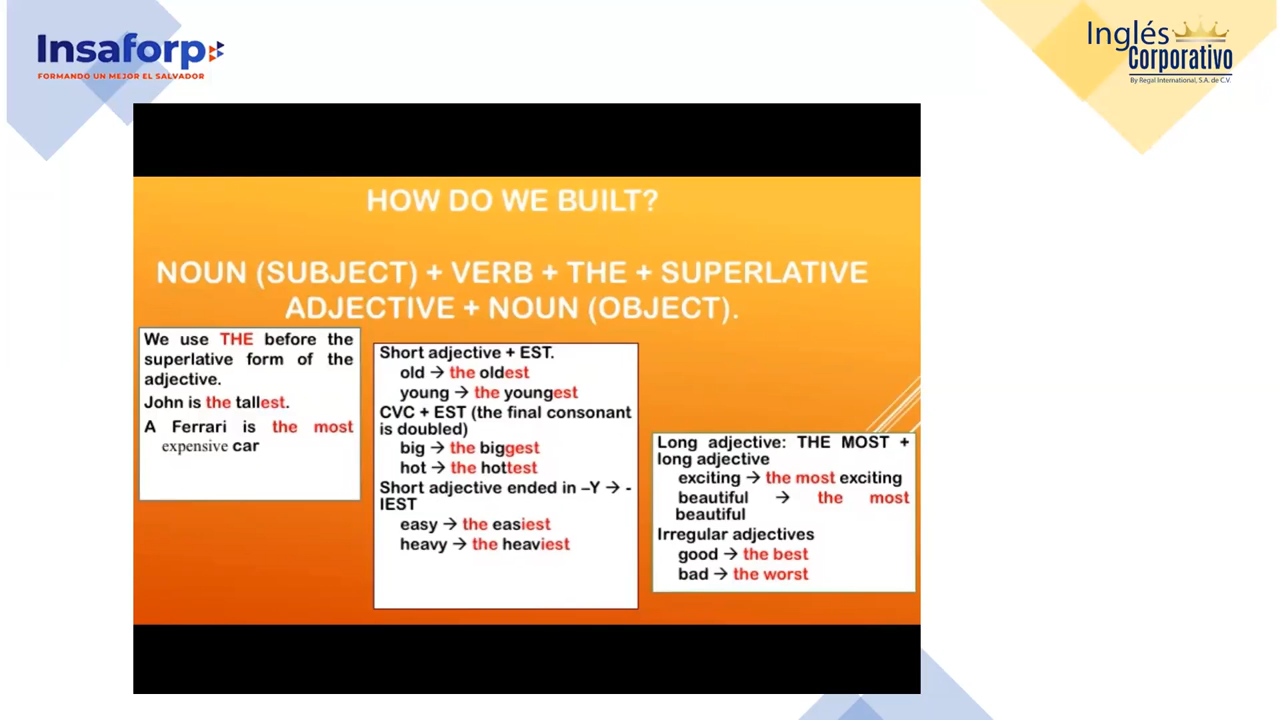 Insaforp
FORMANDO UN MEJOR EL SALVADOR
Inglés
Corporativo
By Regal International, S.A. de C.V.
HOW DO WE BUILT?
NOUN (SUBJECT) + VERB + THE + SUPERLATIVE
ADJECTIVE + NOUN (OBJECT).
We use THE before the
superlative form of the
adjective.
John is the tallest.
A Ferrari is the most
expensive car
Short adjective + EST.
old → the oldest
young → the youngest
CVC + EST (the final consonant
is doubled)
big → the biggest
hot → the hottest
Short adjective ended in –Y → -
IEST
easy → the easiest
heavy → the heaviest
Long adjective: THE MOST +
long adjective
exciting → the most exciting
beautiful → the most
beautiful
Irregular adjectives
good → the best
bad → the worst